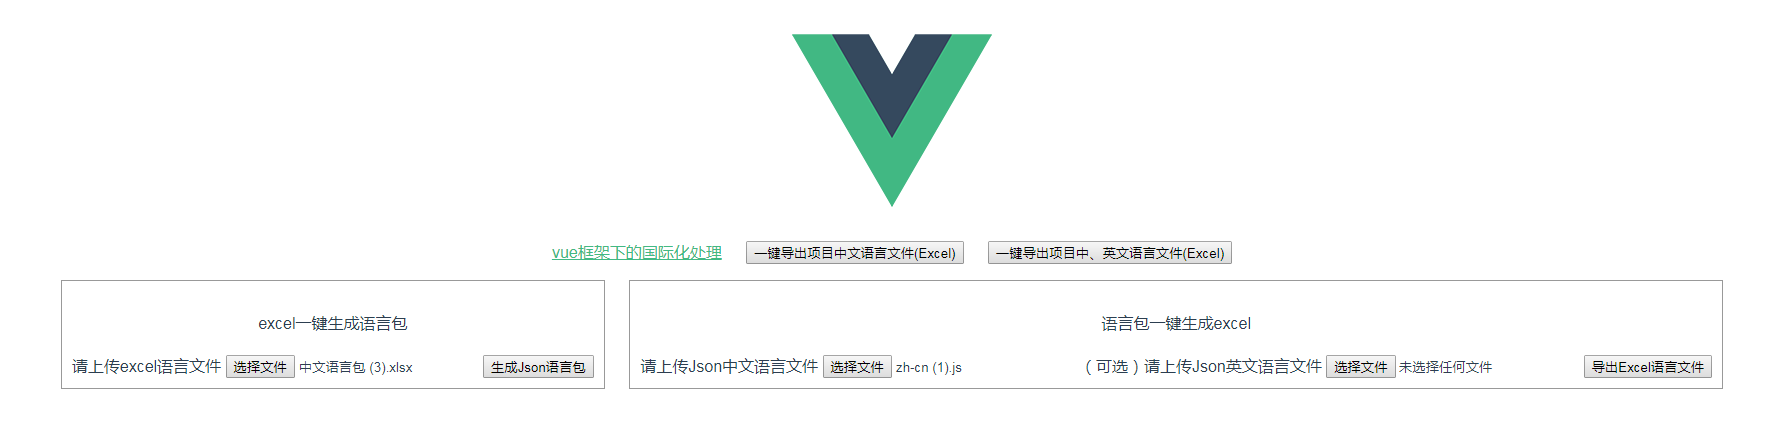 vue框架下的国际化处理 一键导出项目中文语言文件(Excel) 一键导出项目中、英文语言文件(Excel)
excel一键生成语言包
请上传excel语言文件 选择文件 中文语言包 (3).xlsx 生成Json语言包
语言包一键生成excel
请上传Json中文语言文件 选择文件 zh-cn (1).js （可选）请上传Json英文语言文件 选择文件 未选择任何文件 导出Excel语言文件